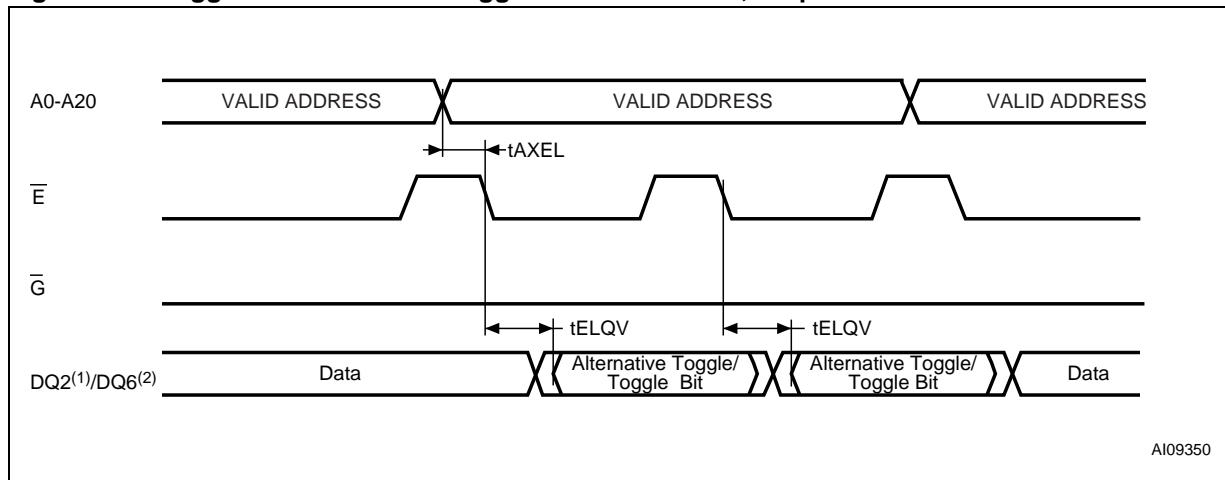 A0-A20 VALID ADDRESS VALID ADDRESS VALID ADDRESS
tAXEL
E
G
tELQV tELQV
DQ2(1)/DQ6(2) Data Alternative Toggle/ Toggle Bit Alternative Toggle/ Toggle Bit Data
AI09350